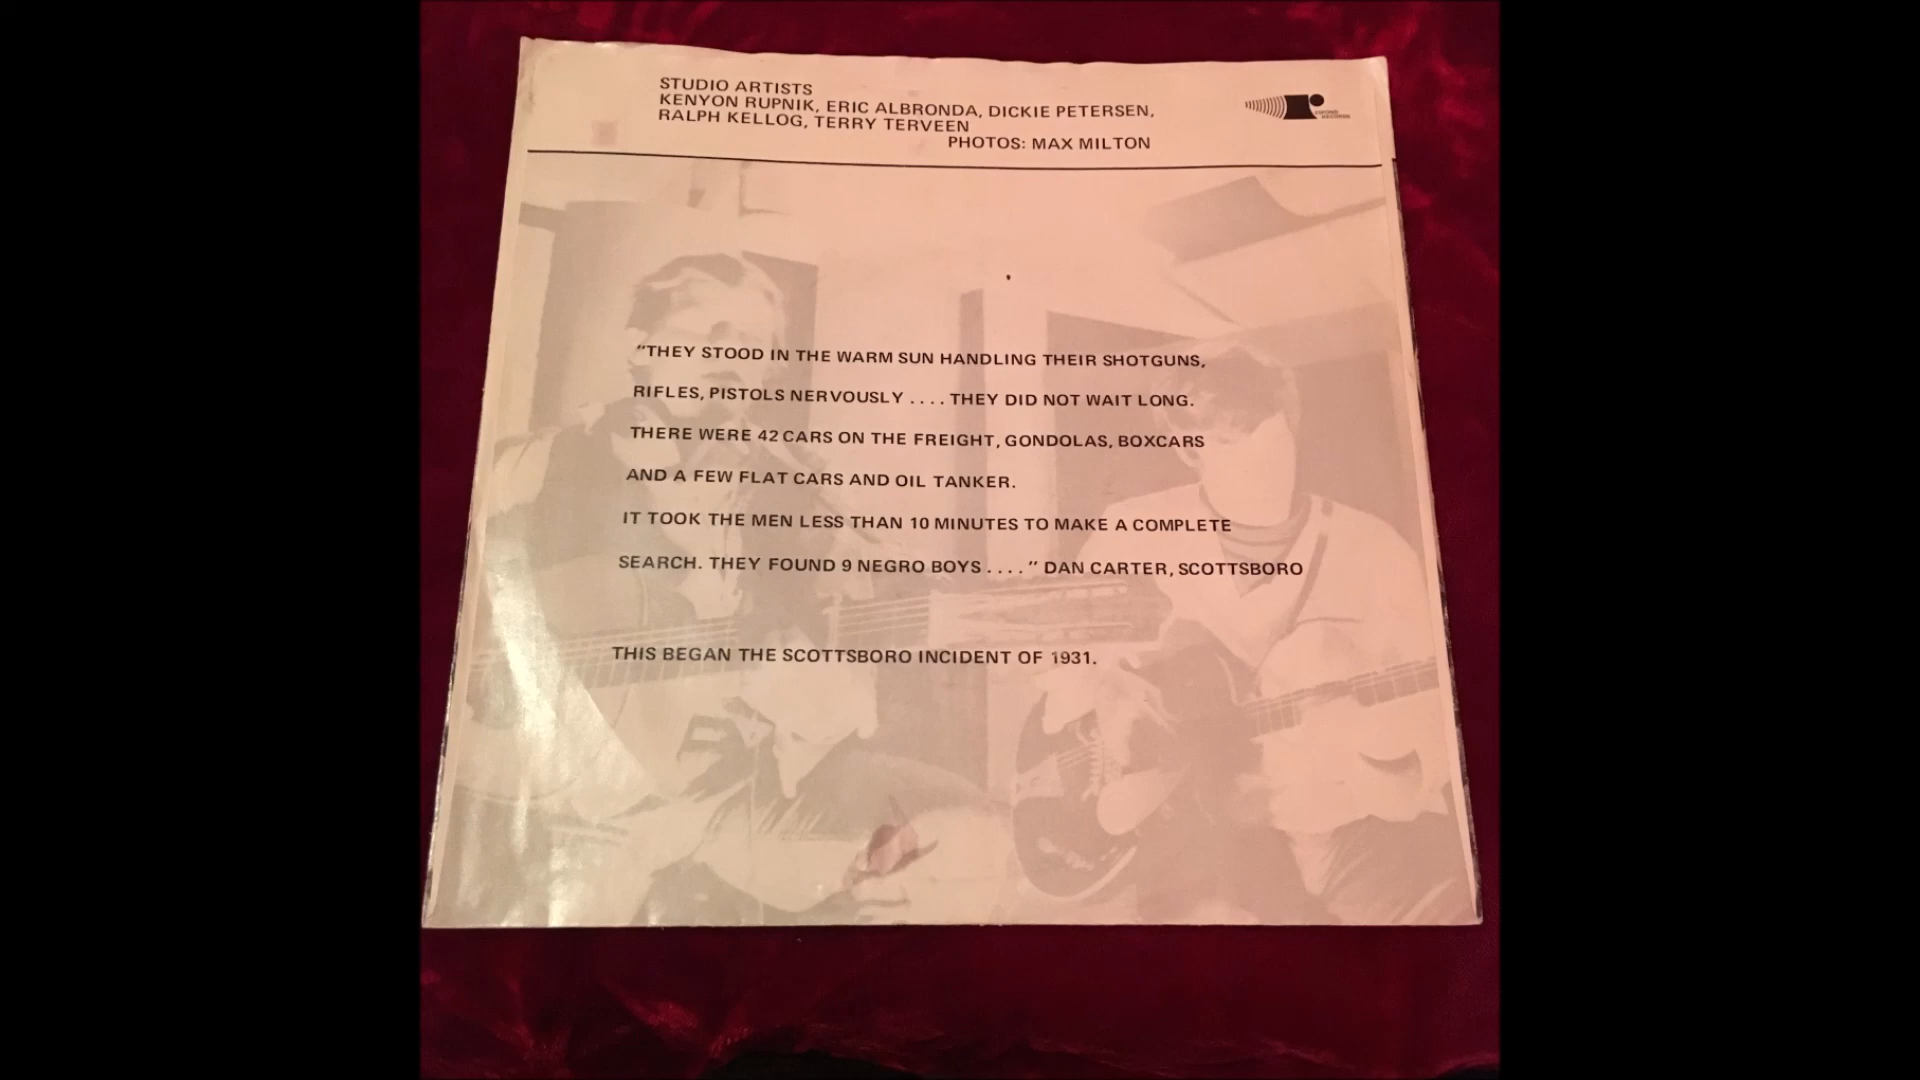 STUDIO ARTISTS
KENYON RUPNIK, ERIC ALBRONDA, DICKIE PETERSEN,
RALPH KELLOG, TERRY TERVEEN
PHOTOS: MAX MILTON
RECORDS
"THEY STOOD IN THE WARM SUN HANDLING THEIR SHOTGUNS,
RIFLES, PISTOLS NERVOUSLY .... THEY DID NOT WAIT LONG.
THERE WERE 42 CARS ON THE FREIGHT, GONDOLAS, BOXCARS
AND A FEW FLAT CARS AND OIL TANKER.
IT TOOK THE MEN LESS THAN 10 MINUTES TO MAKE A COMPLETE
SEARCH. THEY FOUND 9 NEGRO BOYS ...." DAN CARTER, SCOTTSBORO
THIS BEGAN THE SCOTTSBORO INCIDENT OF 1931.